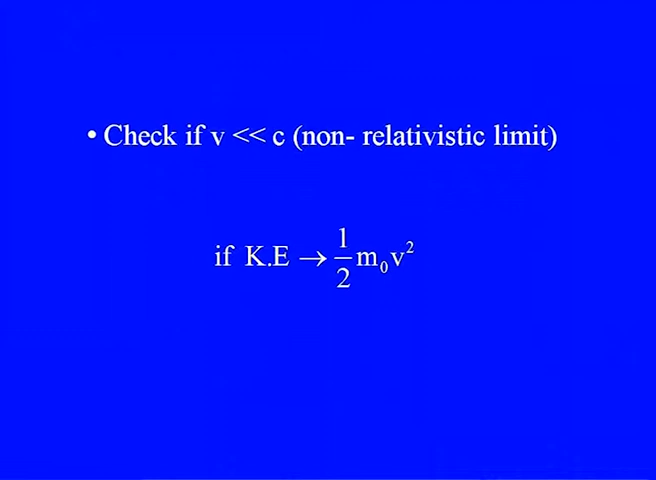 • Check if v << c (non- relativistic limit)
if K.E → 1/2 m₀v²